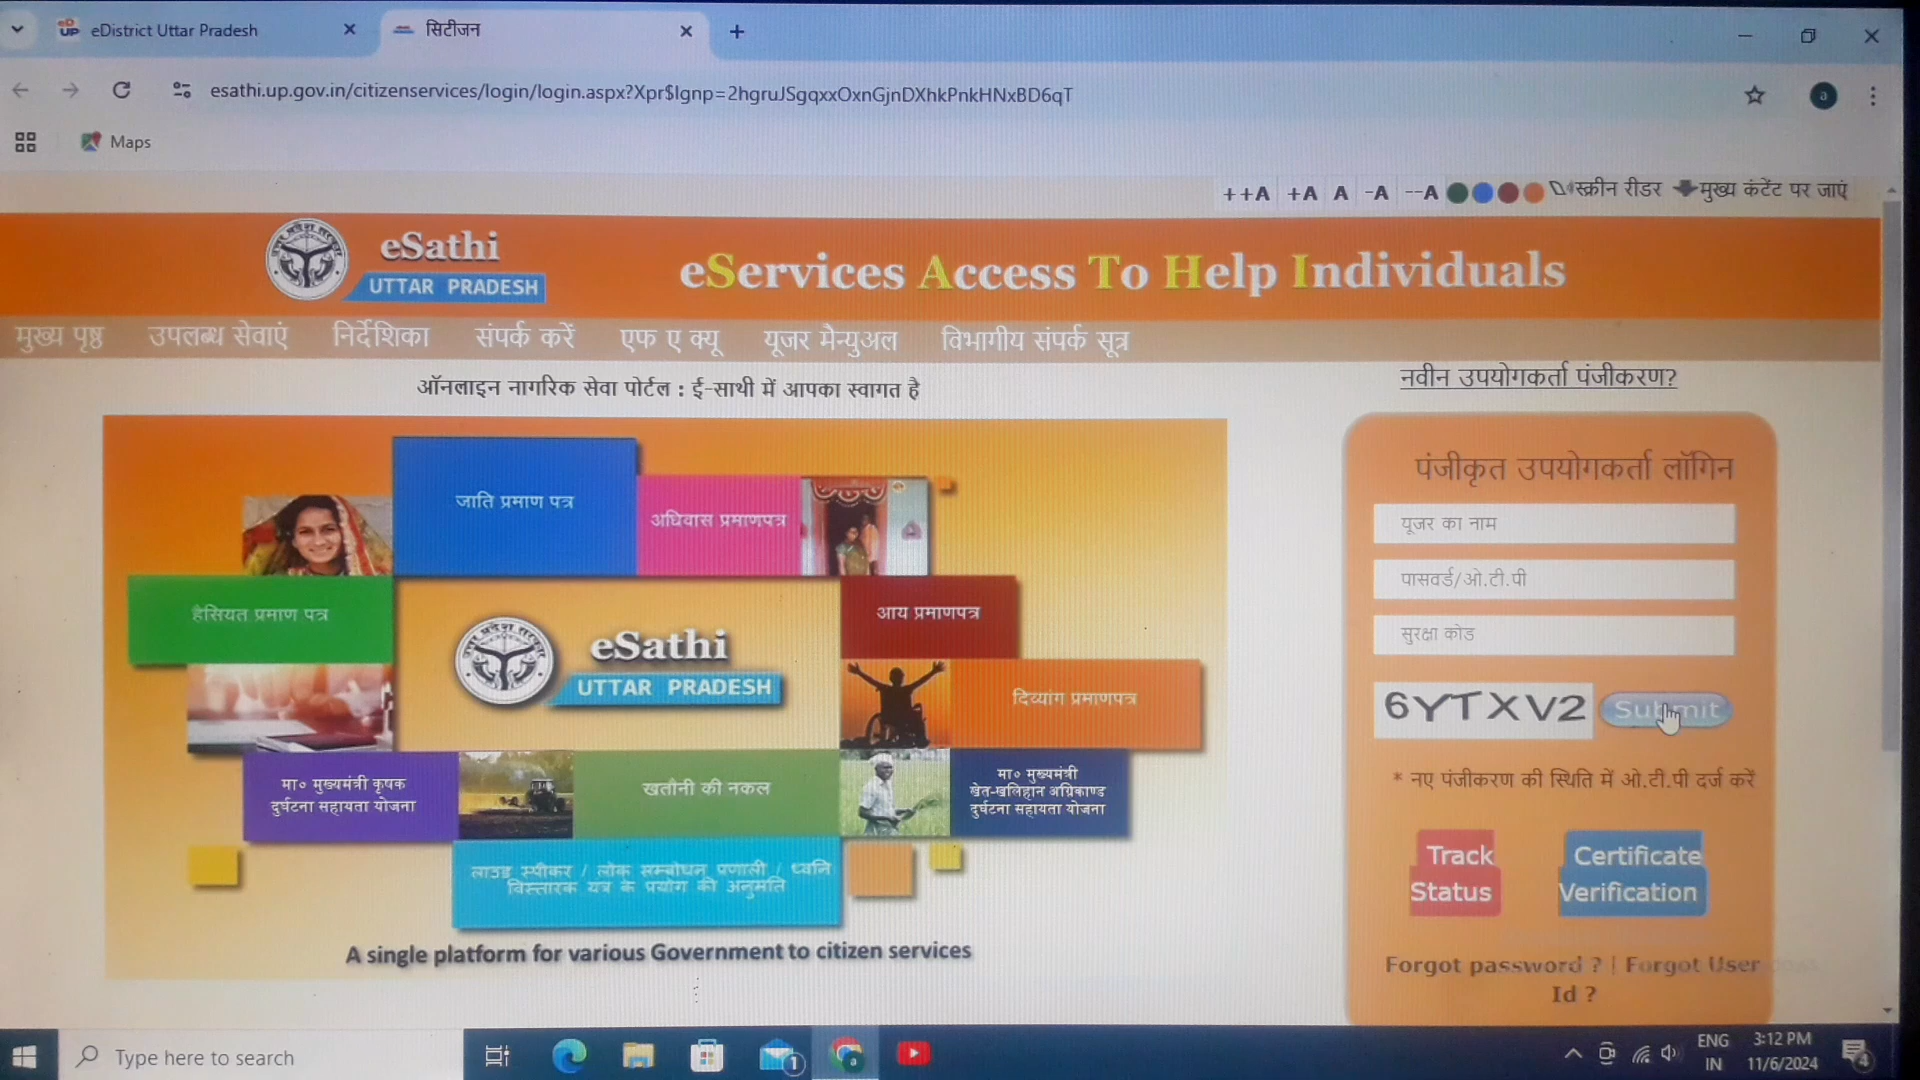 eDistrict Uttar Pradesh
सिटीजन
esathi.up.gov.in/citizenservices/login/login.aspx?Xpr$lgnp=2hgruJSgqxxOxnGjnDXhkPnkHNxBD6qT
a
Maps
++A +A A -A --A स्क्रीन रीडर मुख्य कंटेंट पर जाएं
eSathi
UTTAR PRADESH
eServices Access To Help Individuals
मुख्य पृष्ठ उपलब्ध सेवाएं निर्देशिका संपर्क करें एफ ए क्यू यूजर मैन्युअल विभागीय संपर्क सूत्र
ऑनलाइन नागरिक सेवा पोर्टल : ई-साथी में आपका स्वागत है
नवीन उपयोगकर्ता पंजीकरण?
जाति प्रमाण पत्र
अधिवास प्रमाणपत्र
हैसियत प्रमाण पत्र
आय प्रमाणपत्र
eSathi
UTTAR PRADESH
दिव्यांग प्रमाणपत्र
मा० मुख्यमंत्री कृषक
दुर्घटना सहायता योजना
खतौनी की नकल
मा० मुख्यमंत्री
खेत-खलिहान अग्निकाण्ड
दुर्घटना सहायता योजना
लाउड स्पीकर / लोक सम्बोधन प्रणाली / ध्वनि
विस्तारक यंत्र के प्रयोग की अनुमति
A single platform for various Government to citizen services
पंजीकृत उपयोगकर्ता लॉगिन
यूजर का नाम
पासवर्ड/ओ.टी.पी
सुरक्षा कोड
6YTXV2
Submit
* नए पंजीकरण की स्थिति में ओ.टी.पी दर्ज करें
Track
Status
Certificate
Verification
Forgot password ? | Forgot User
Id ?
Type here to search
1
a
ENG
IN
3:12 PM
11/6/2024
4